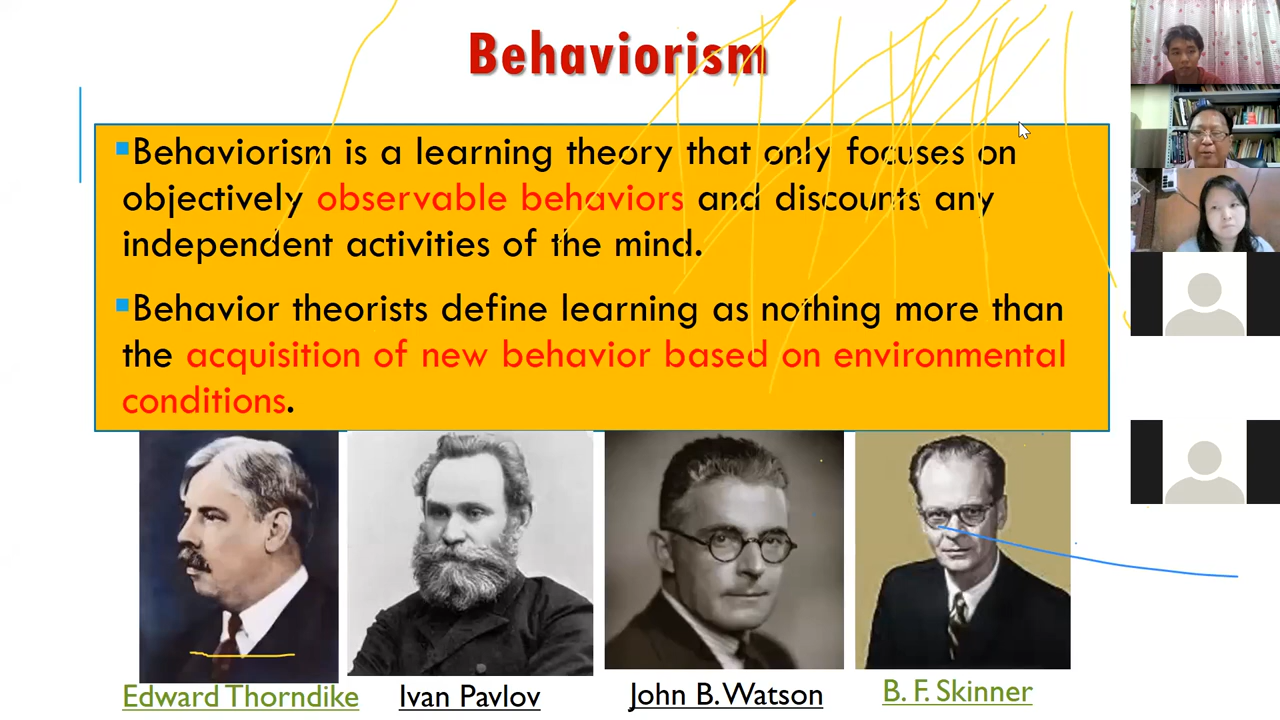 Behaviorism
▪Behaviorism is a learning theory that only focuses on
objectively observable behaviors and discounts any
independent activities of the mind.
▪Behavior theorists define learning as nothing more than
the acquisition of new behavior based on environmental
conditions.
Edward Thorndike
Ivan Pavlov
John B. Watson
B. F. Skinner